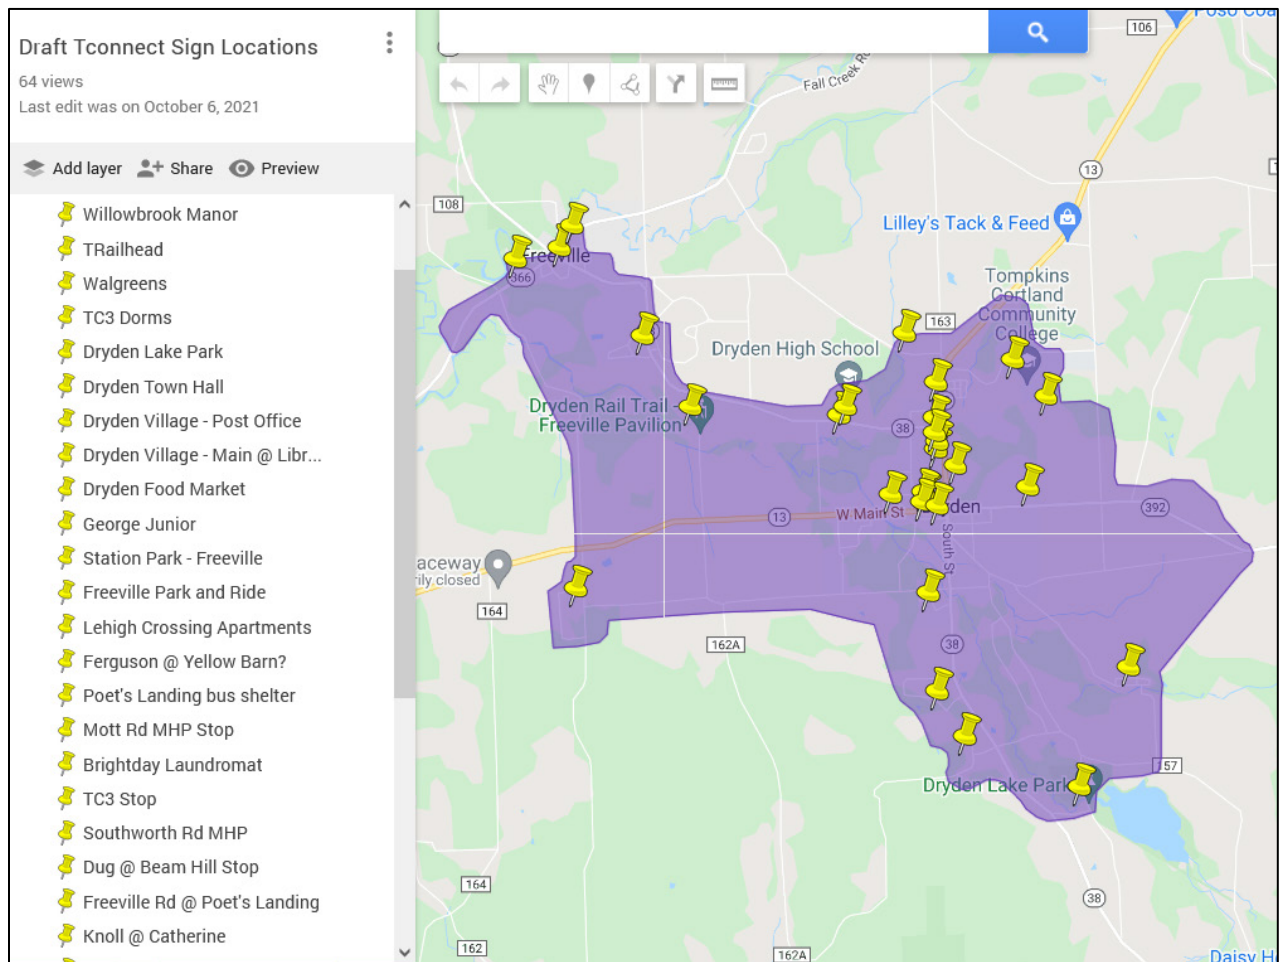 Draft Tconnect Sign Locations
64 views
Last edit was on October 6, 2021
Add layer
Share
Preview
Willowbrook Manor
TRailhead
Walgreens
TC3 Dorms
Dryden Lake Park
Dryden Town Hall
Dryden Village - Post Office
Dryden Village - Main @ Libr...
Dryden Food Market
George Junior
Station Park - Freeville
Freeville Park and Ride
Lehigh Crossing Apartments
Ferguson @ Yellow Barn?
Poet's Landing bus shelter
Mott Rd MHP Stop
Brightday Laundromat
TC3 Stop
Southworth Rd MHP
Dug @ Beam Hill Stop
Freeville Rd @ Poet's Landing
Knoll @ Catherine
106
Fall Creek
13
108
Lilley's Tack & Feed
Freeville
366
Tompkins
Cortland
Community
College
163
Dryden High School
Dryden Rail Trail -
Freeville Pavilion
38
13
W Main St
392
South St
aceway
rily closed
164
162A
38
157
Dryden Lake Park
164
38
162
162A
Daisy H